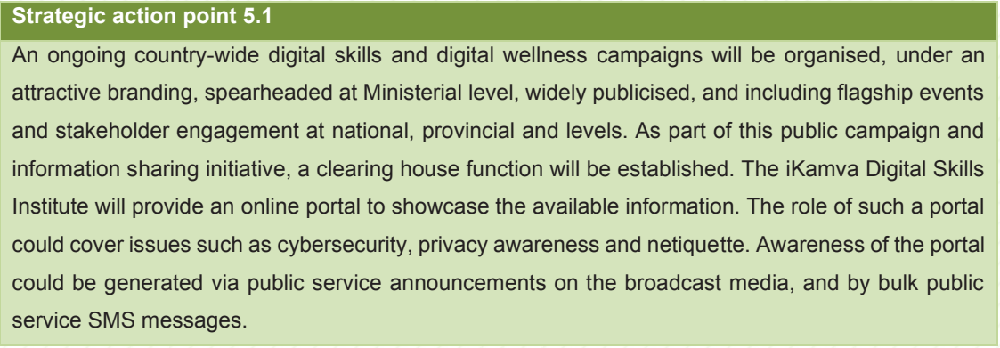 Strategic action point 5.1
An ongoing country-wide digital skills and digital wellness campaigns will be organised, under an
attractive branding, spearheaded at Ministerial level, widely publicised, and including flagship events
and stakeholder engagement at national, provincial and levels. As part of this public campaign and
information sharing initiative, a clearing house function will be established. The iKamva Digital Skills
Institute will provide an online portal to showcase the available information. The role of such a portal
could cover issues such as cybersecurity, privacy awareness and netiquette. Awareness of the portal
could be generated via public service announcements on the broadcast media, and by bulk public
service SMS messages.